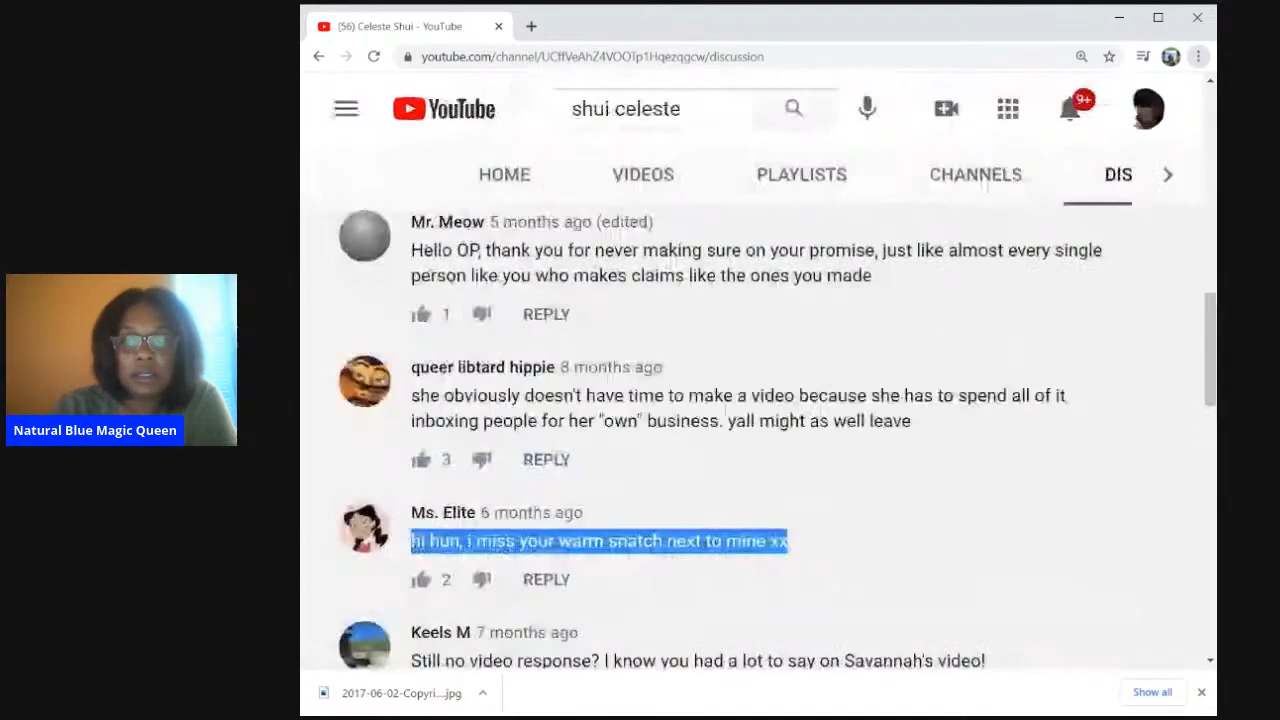 (56) Celeste Shui - YouTube
youtube.com/channel/UCffVeAhZ4VOOTp1Hqezqgcw/discussion
YouTube
shui celeste
9+
HOME
VIDEOS
PLAYLISTS
CHANNELS
DIS
Mr. Meow 5 months ago (edited)
Hello OP, thank you for never making sure on your promise, just like almost every single
person like you who makes claims like the ones you made
1
REPLY
queer libtard hippie 8 months ago
she obviously doesn't have time to make a video because she has to spend all of it
inboxing people for her "own" business. yall might as well leave
3
REPLY
Ms. Elite 6 months ago
hi hun, i miss your warm snatch next to mine xx
2
REPLY
Keels M 7 months ago
Still no video response? I know you had a lot to say on Savannah's video!
Natural Blue Magic Queen
2017-06-02-Copyri....jpg
Show all